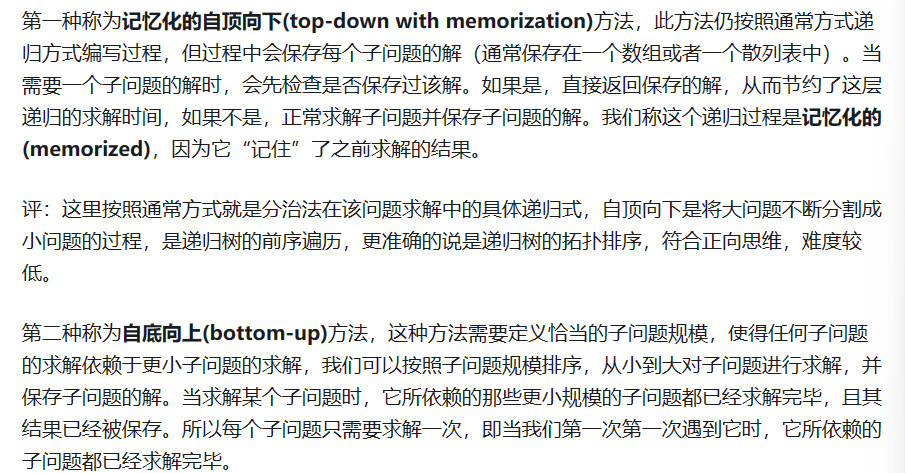 第一种称为记忆化的自顶向下(top-down with memorization)方法，此方法仍按照通常方式递
归方式编写过程，但过程中会保存每个子问题的解（通常保存在一个数组或者一个散列表中）。当
需要一个子问题的解时，会先检查是否保存过该解。如果是，直接返回保存的解，从而节约了这层
递归的求解时间，如果不是，正常求解子问题并保存子问题的解。我们称这个递归过程是记忆化的
(memorized)，因为它“记住”了之前求解的结果。
评：这里按照通常方式就是分治法在该问题求解中的具体递归式，自顶向下是将大问题不断分割成
小问题的过程，是递归树的前序遍历，更准确的说是递归树的拓扑排序，符合正向思维，难度较
低。
第二种称为自底向上(bottom-up)方法，这种方法需要定义恰当的子问题规模，使得任何子问题
的求解依赖于更小子问题的求解，我们可以按照子问题规模排序，从小到大对子问题进行求解，并
保存子问题的解。当求解某个子问题时，它所依赖的那些更小规模的子问题都已经求解完毕，且其
结果已经被保存。所以每个子问题只需要求解一次，即当我们第一次第一次遇到它时，它所依赖的
子问题都已经求解完毕。